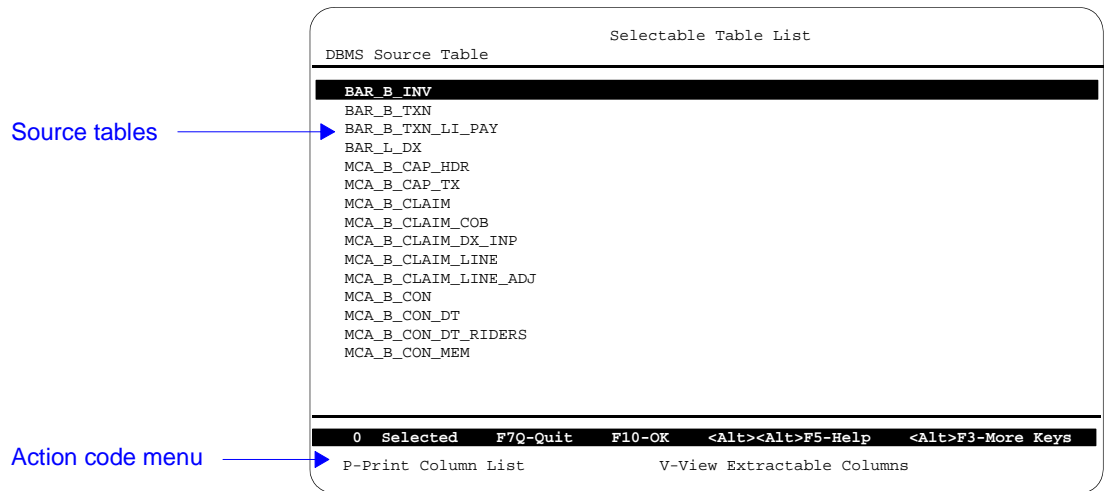 Selectable Table List
DBMS Source Table
BAR_B_INV
BAR_B_TXN
Source tables
BAR_B_TXN_LI_PAY
BAR_L_DX
MCA_B_CAP_HDR
MCA_B_CAP_TX
MCA_B_CLAIM
MCA_B_CLAIM_COB
MCA_B_CLAIM_DX_INP
MCA_B_CLAIM_LINE
MCA_B_CLAIM_LINE_ADJ
MCA_B_CON
MCA_B_CON_DT
MCA_B_CON_DT_RIDERS
MCA_B_CON_MEM
0 Selected F7Q-Quit F10-OK <Alt><Alt>F5-Help <Alt>F3-More Keys
Action code menu
P-Print Column List V-View Extractable Columns